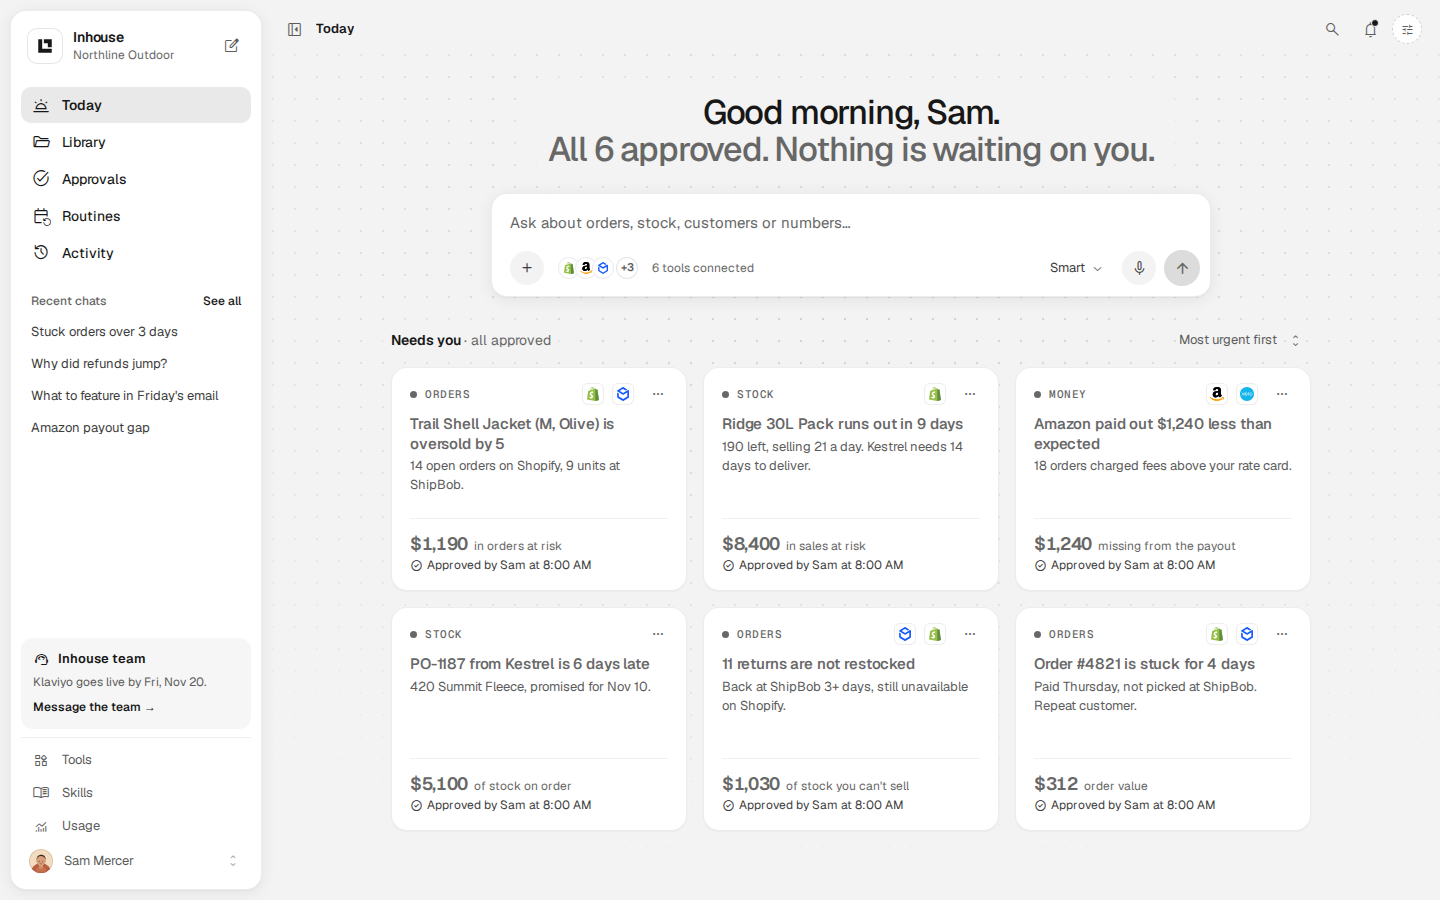 Inhouse
Northline Outdoor
Today
Library
Approvals
Routines
Activity
Recent chats
See all
Stuck orders over 3 days
Why did refunds jump?
What to feature in Friday's email
Amazon payout gap
Inhouse team
Klaviyo goes live by Fri, Nov 20.
Message the team →
Tools
Skills
Usage
Sam Mercer
Today
Good morning, Sam.
All 6 approved. Nothing is waiting on you.
Ask about orders, stock, customers or numbers...
+3
6 tools connected
Smart
Needs you · all approved
Most urgent first
ORDERS
Trail Shell Jacket (M, Olive) is
oversold by 5
14 open orders on Shopify, 9 units at
ShipBob.
$1,190 in orders at risk
Approved by Sam at 8:00 AM
STOCK
Ridge 30L Pack runs out in 9 days
190 left, selling 21 a day. Kestrel needs 14
days to deliver.
$8,400 in sales at risk
Approved by Sam at 8:00 AM
MONEY
Amazon paid out $1,240 less than
expected
18 orders charged fees above your rate card.
$1,240 missing from the payout
Approved by Sam at 8:00 AM
STOCK
PO-1187 from Kestrel is 6 days late
420 Summit Fleece, promised for Nov 10.
$5,100 of stock on order
Approved by Sam at 8:00 AM
ORDERS
11 returns are not restocked
Back at ShipBob 3+ days, still unavailable
on Shopify.
$1,030 of stock you can't sell
Approved by Sam at 8:00 AM
ORDERS
Order #4821 is stuck for 4 days
Paid Thursday, not picked at ShipBob.
Repeat customer.
$312 order value
Approved by Sam at 8:00 AM